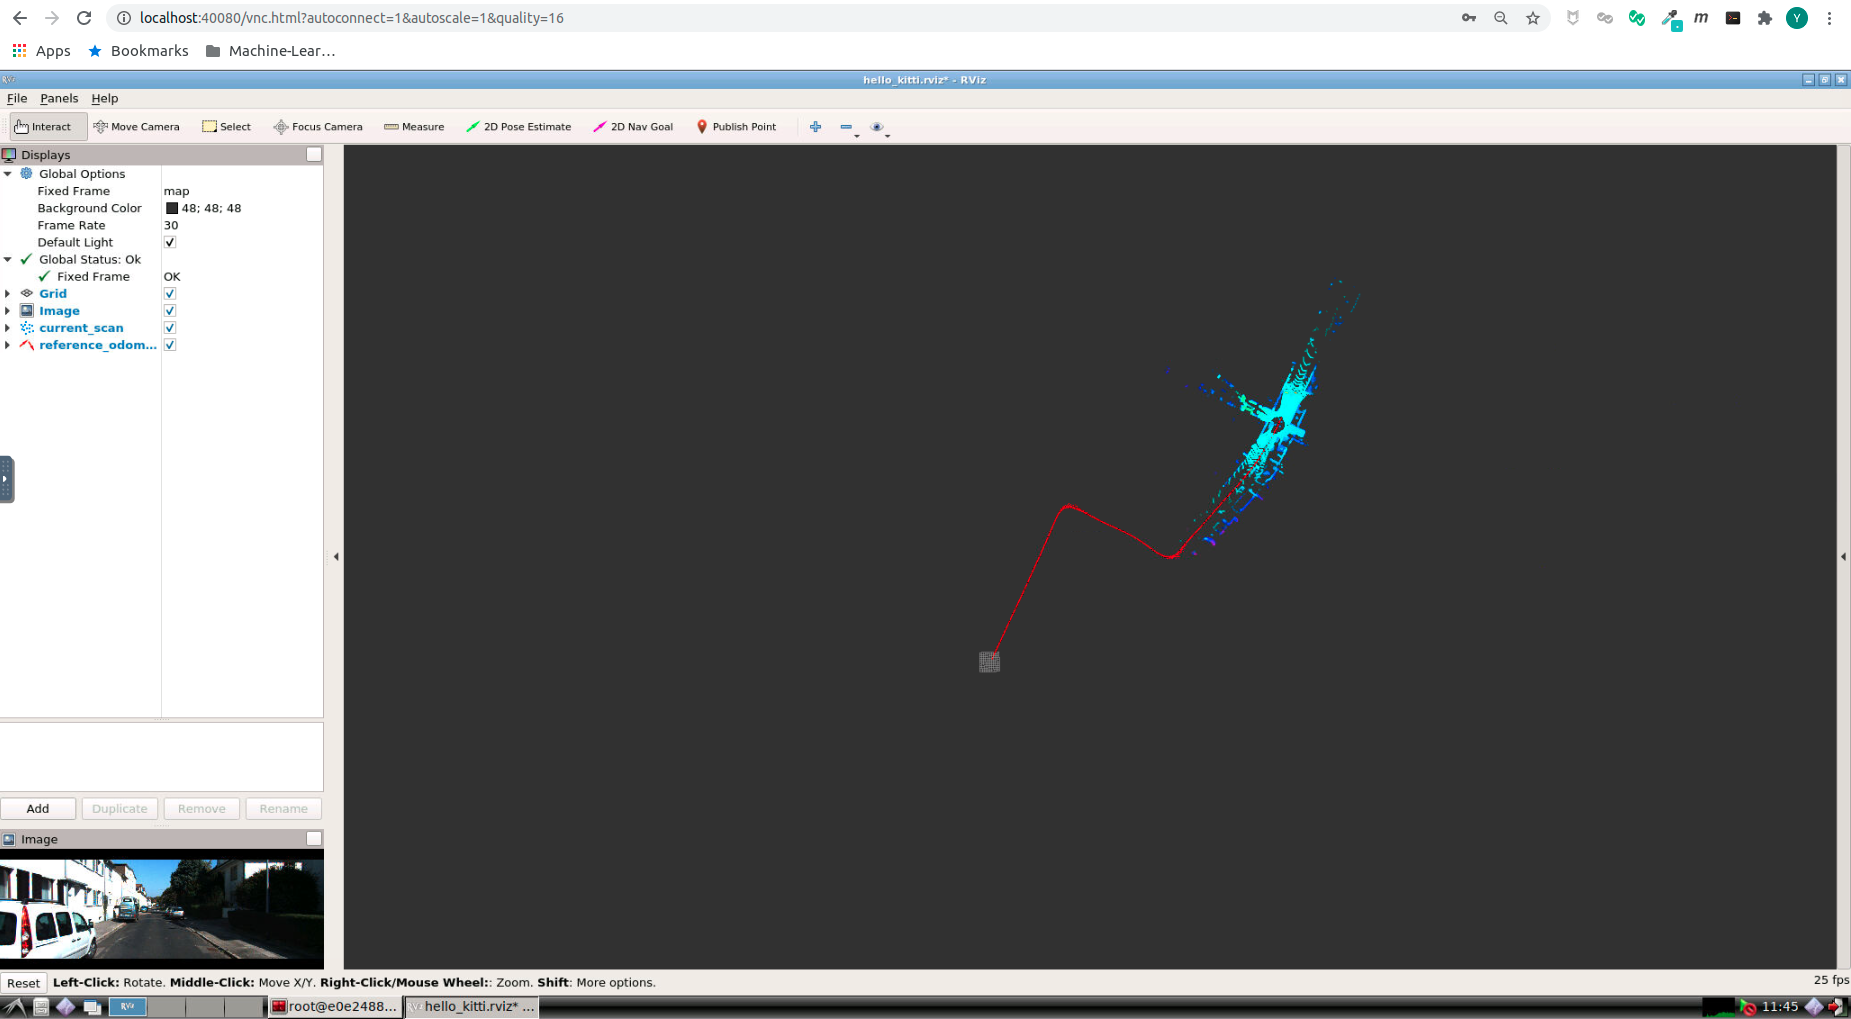 localhost:40080/vnc.html?autoconnect=1&autoscale=1&quality=16
Y
Apps
Bookmarks
Machine-Lear…
RViz
hello_kitti.rviz* - RViz
File Panels Help
Interact Move Camera Select Focus Camera Measure 2D Pose Estimate 2D Nav Goal Publish Point
Displays
Global Options
Fixed Frame map
Background Color 48; 48; 48
Frame Rate 30
Default Light
Global Status: Ok
Fixed Frame OK
Grid
Image
current_scan
reference_odom...
Add Duplicate Remove Rename
Image
Reset Left-Click: Rotate. Middle-Click: Move X/Y. Right-Click/Mouse Wheel:: Zoom. Shift: More options. 25 fps
RViz root@e0e2488... hello_kitti.rviz* ... 11:45